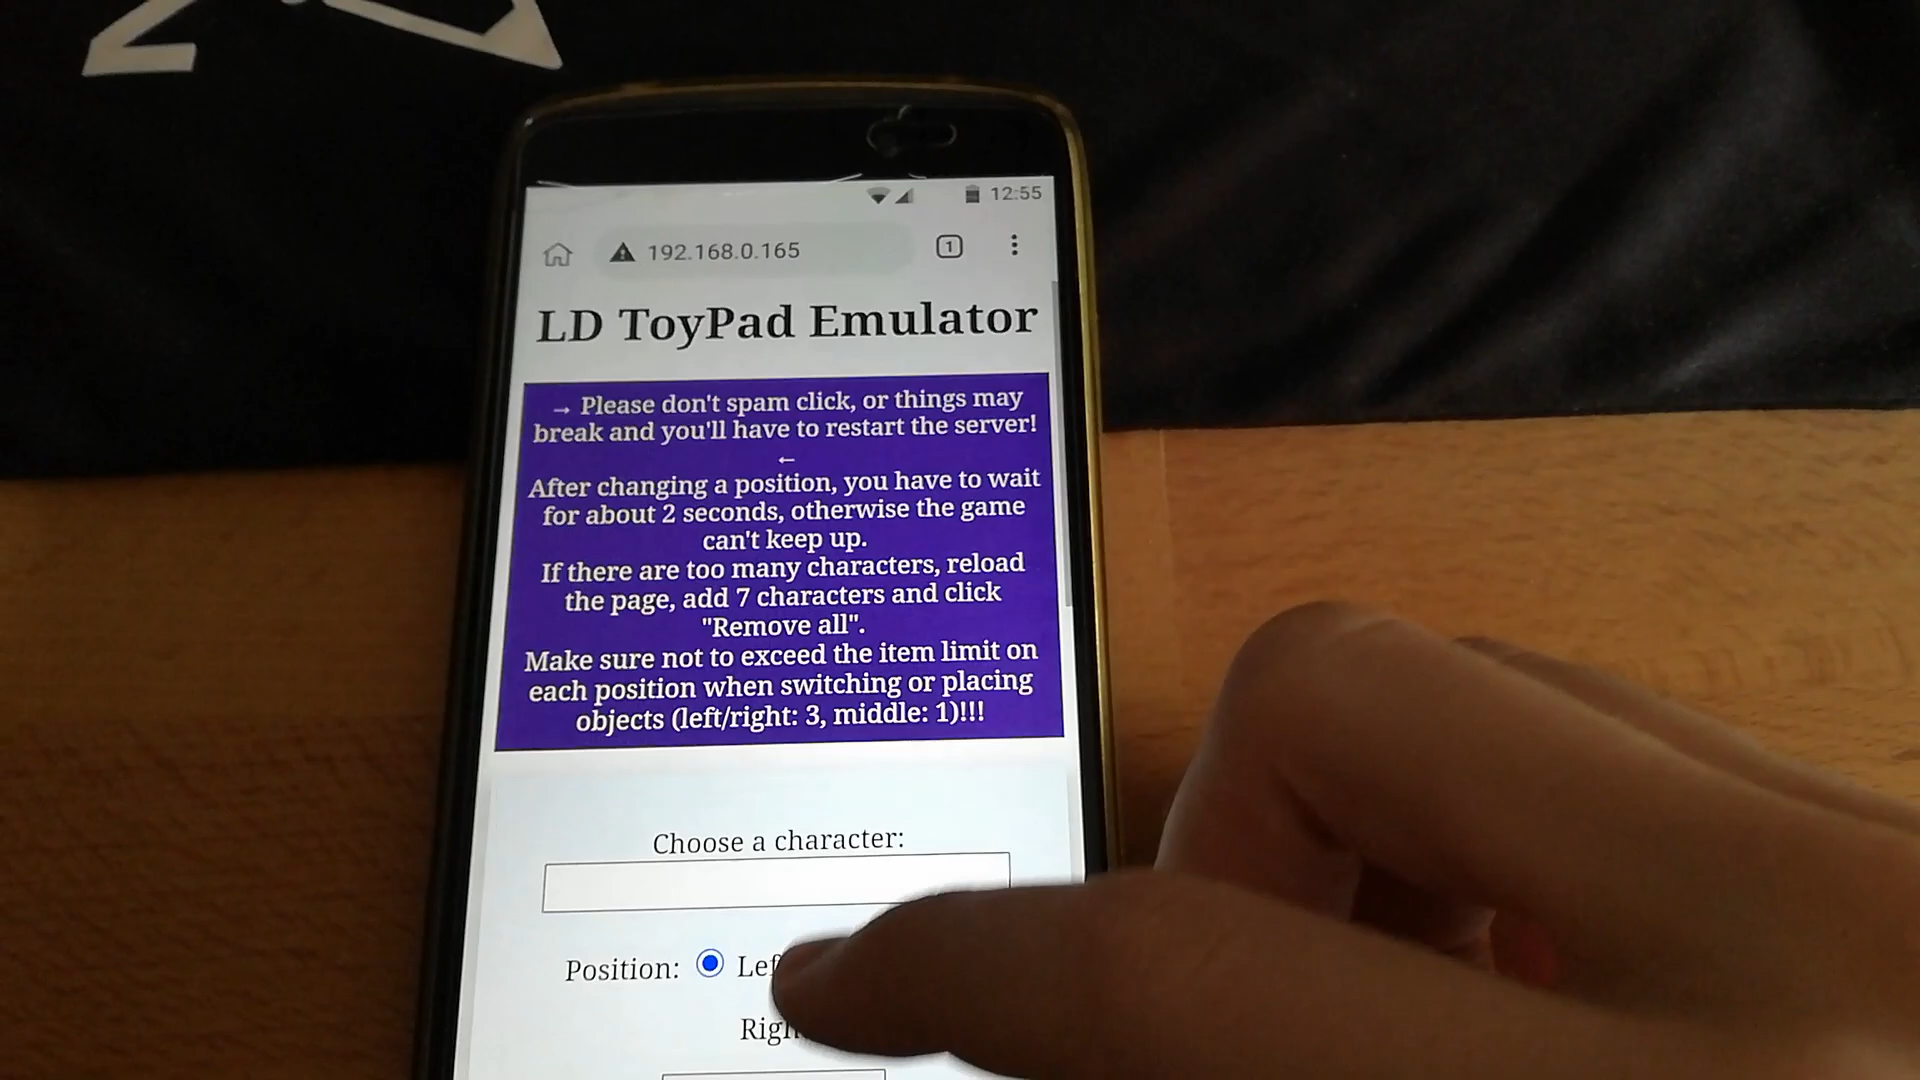 12:55
192.168.0.165
1
LD ToyPad Emulator
→ Please don't spam click, or things may
break and you'll have to restart the server!
←
After changing a position, you have to wait
for about 2 seconds, otherwise the game
can't keep up.
If there are too many characters, reload
the page, add 7 characters and click
"Remove all".
Make sure not to exceed the item limit on
each position when switching or placing
objects (left/right: 3, middle: 1)!!!
Choose a character:
Position: